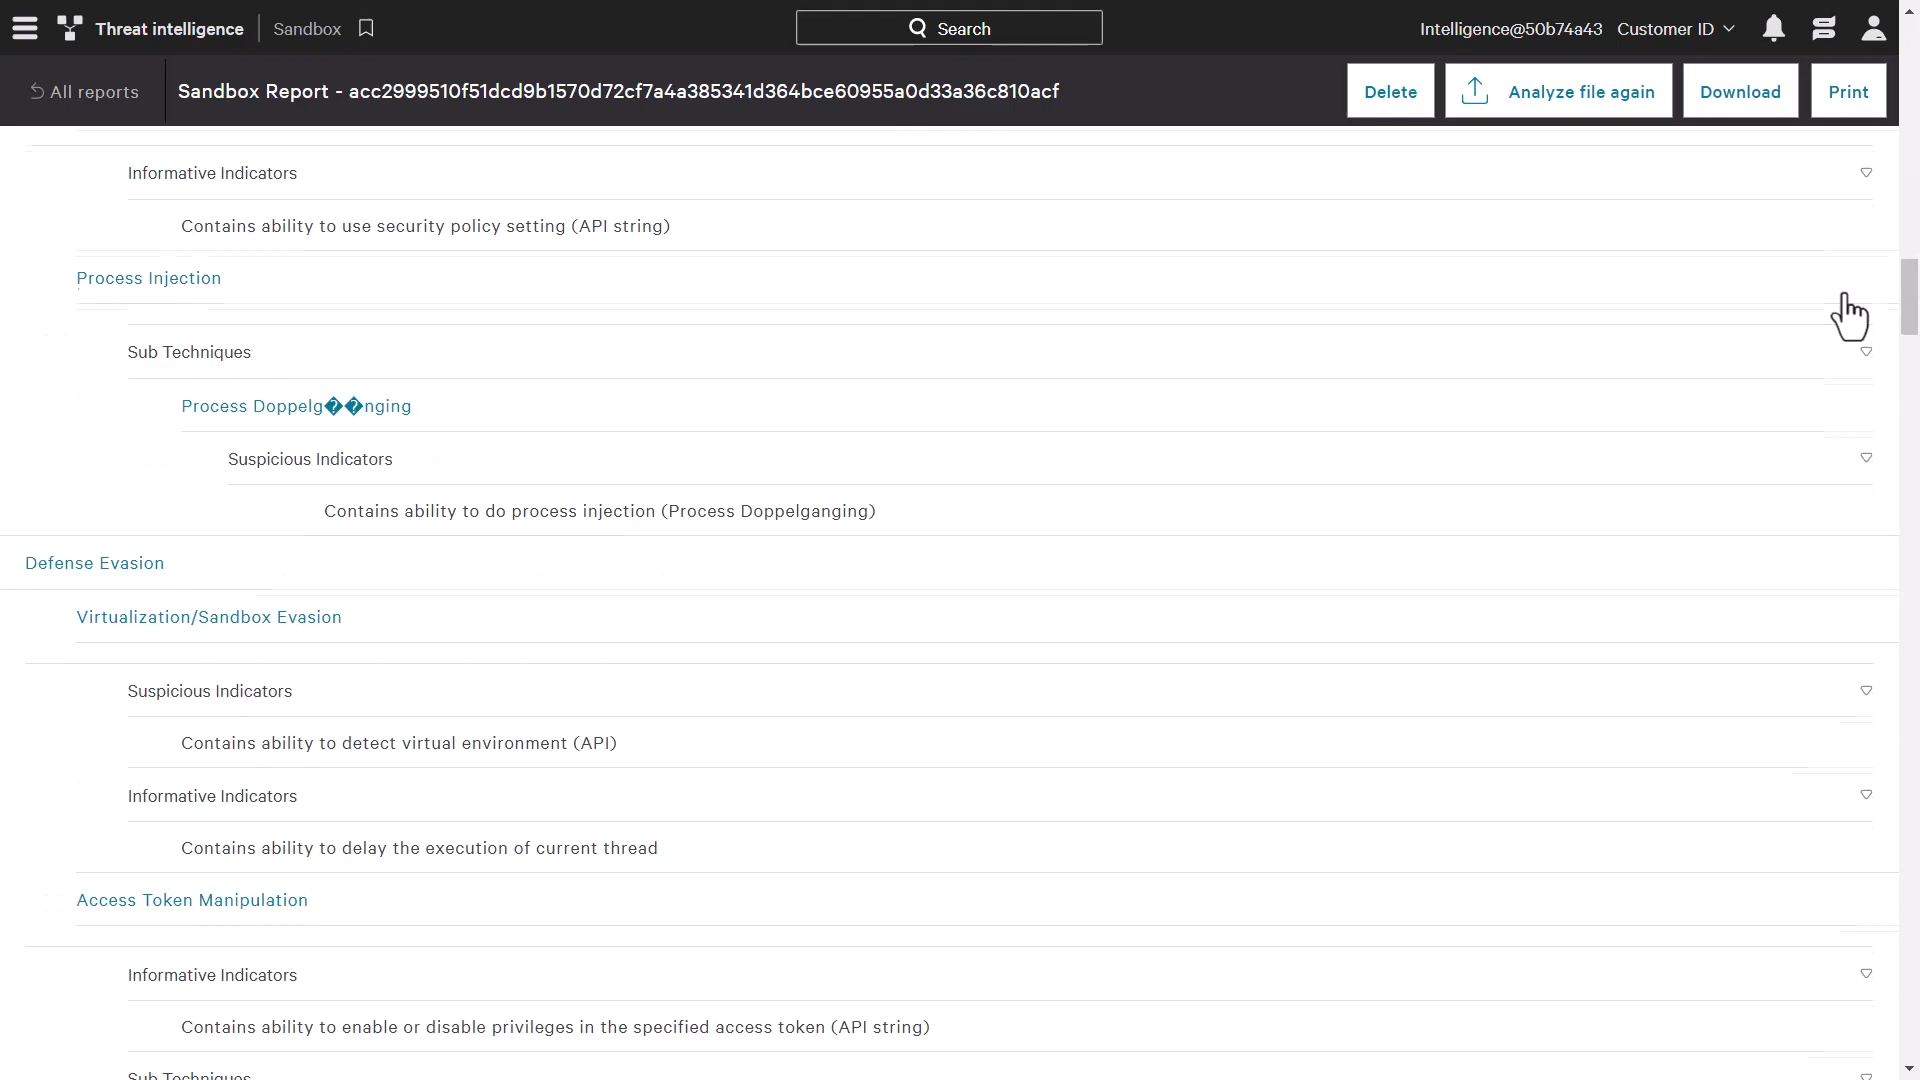 Threat intelligence
Sandbox
Search
Intelligence@50b74a43
Customer ID
All reports
Sandbox Report - acc2999510f51dcd9b1570d72cf7a4a385341d364bce60955a0d33a36c810acf
Delete
Analyze file again
Download
Print
Informative Indicators
Contains ability to use security policy setting (API string)
Process Injection
Sub Techniques
Process Doppelg��nging
Suspicious Indicators
Contains ability to do process injection (Process Doppelganging)
Defense Evasion
Virtualization/Sandbox Evasion
Suspicious Indicators
Contains ability to detect virtual environment (API)
Informative Indicators
Contains ability to delay the execution of current thread
Access Token Manipulation
Informative Indicators
Contains ability to enable or disable privileges in the specified access token (API string)
Sub Techniques